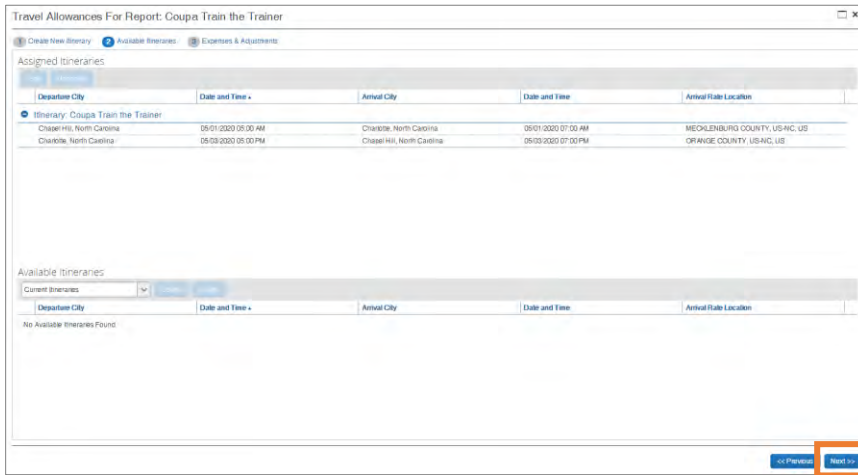 Travel Allowances For Report: Coupa Train the Trainer
1 Create New Itinerary 2 Available Itineraries 3 Expenses & Adjustments
Assigned Itineraries
Departure City Date and Time Arrival City Date and Time Arrival Rate Location
Itinerary: Coupa Train the Trainer
Chapel Hill, North Carolina 05/01/2020 05:00 AM Charlotte, North Carolina 05/01/2020 07:00 AM MECKLENBURG COUNTY, US-NC, US
Charlotte, North Carolina 05/03/2020 05:00 PM Chapel Hill, North Carolina 05/03/2020 07:00 PM ORANGE COUNTY, US-NC, US
Available Itineraries
Current Itineraries
Departure City Date and Time Arrival City Date and Time Arrival Rate Location
No Available Itineraries Found
<< Previous Next >>